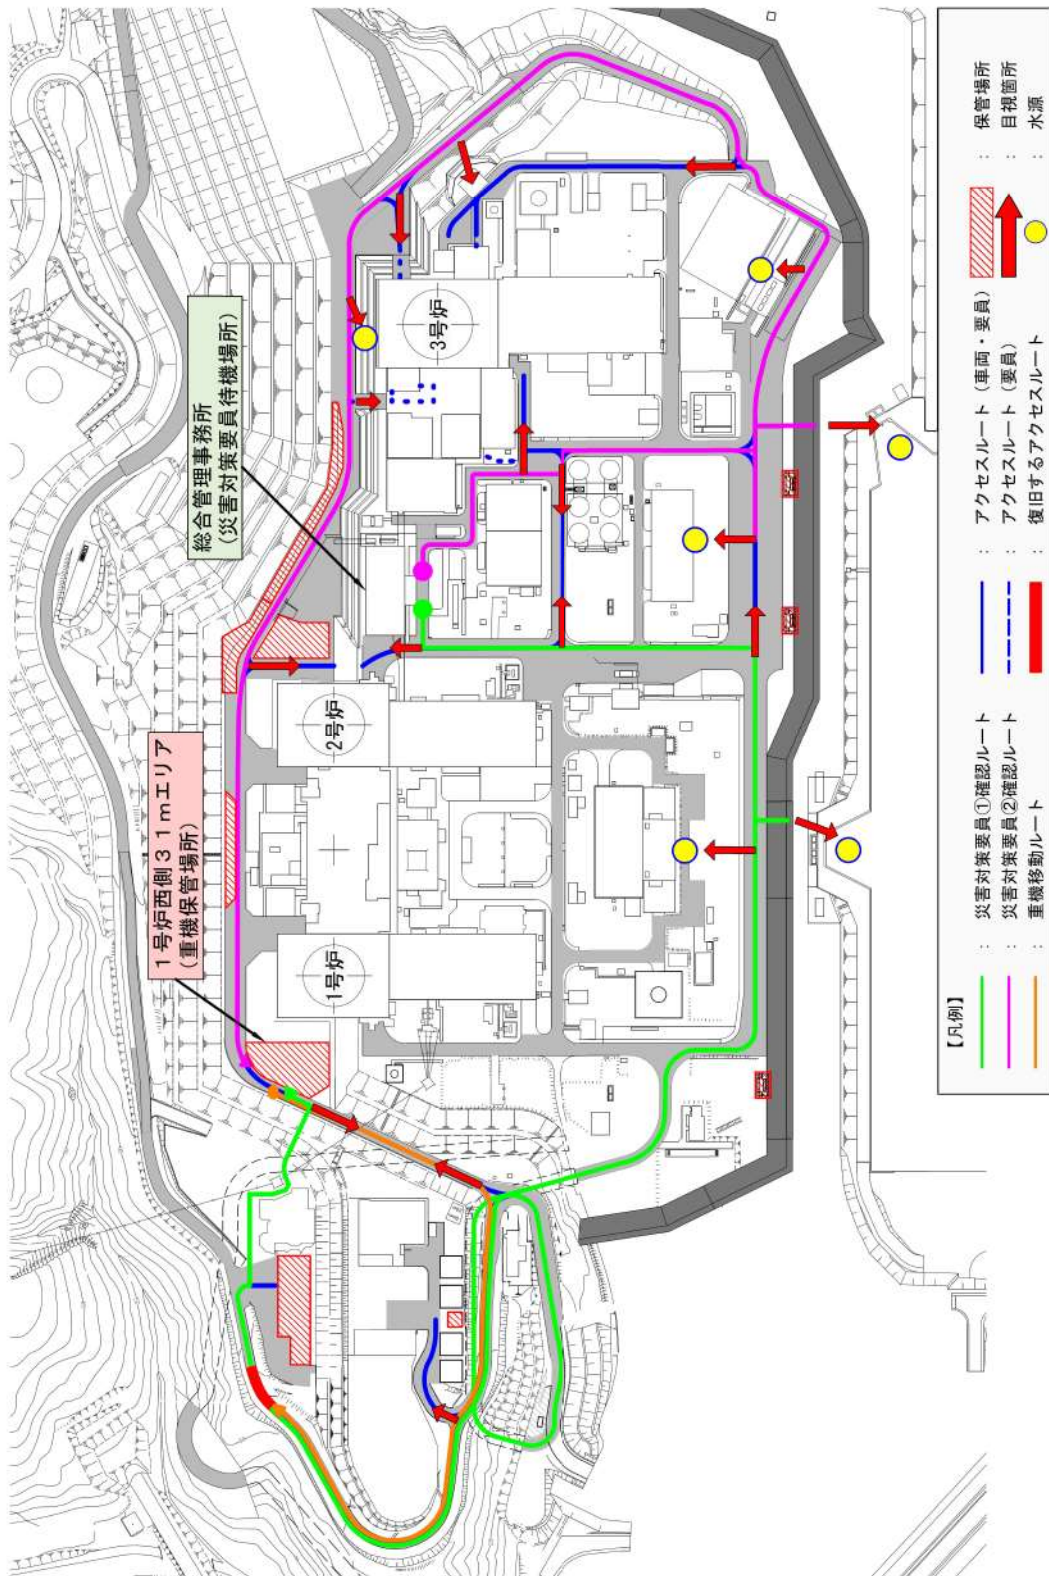 総合管理事務所
（災害対策要員待機場所）
1号炉西側31mエリア
（重機保管場所）
3号炉
2号炉
1号炉
【凡例】
： 災害対策要員①確認ルート
： 災害対策要員②確認ルート
： 重機移動ルート
： アクセスルート（車両・要員）
： アクセスルート（要員）
： 復旧するアクセスルート
： 保管場所
： 目視箇所
： 水源